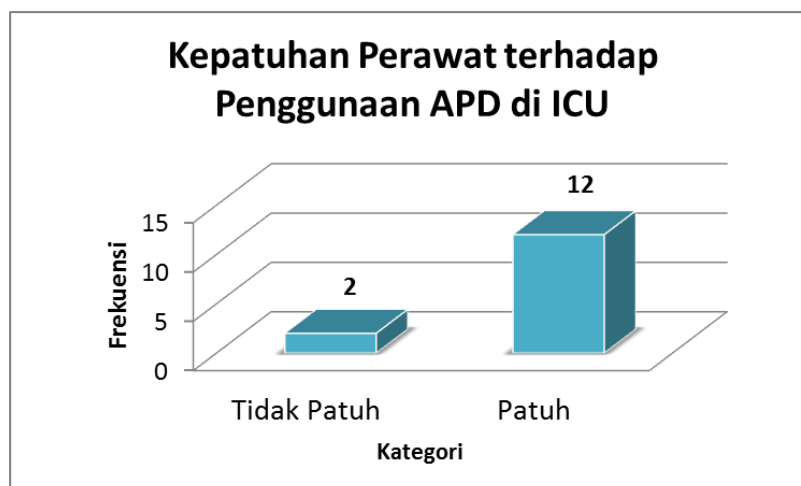 Kepatuhan Perawat terhadap
Penggunaan APD di ICU
12
15
10
5
0
2
Frekuensi
Tidak Patuh
Patuh
Kategori